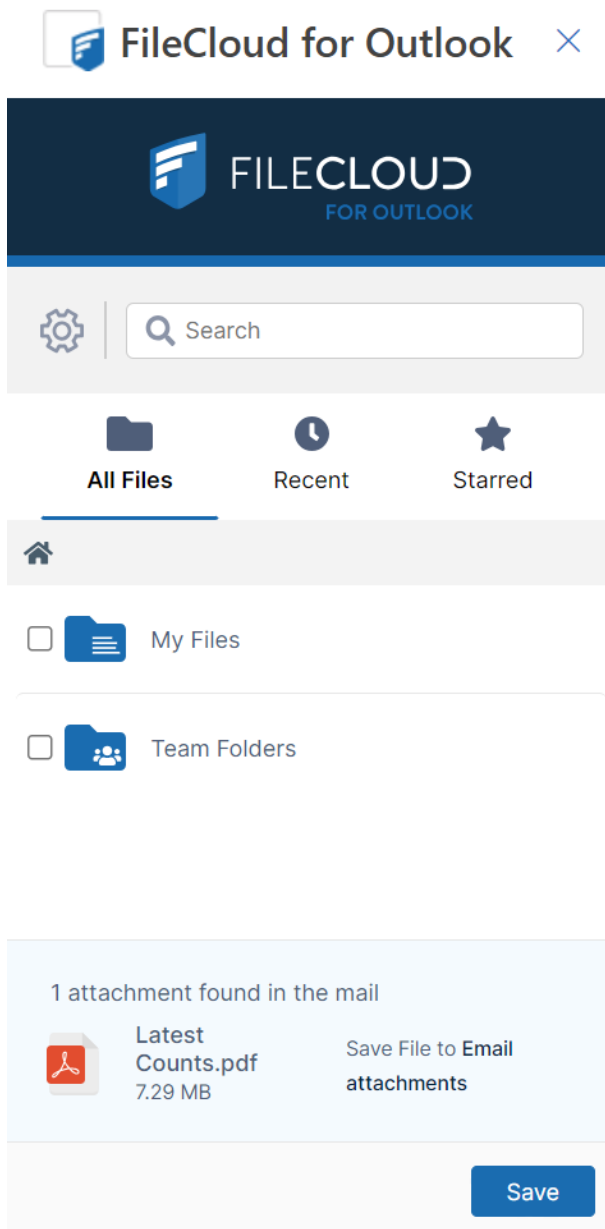 FileCloud for Outlook
FILECLOUD
FOR OUTLOOK
Search
All Files
Recent
Starred
My Files
Team Folders
1 attachment found in the mail
Latest
Counts.pdf
7.29 MB
Save File to Email
attachments
Save